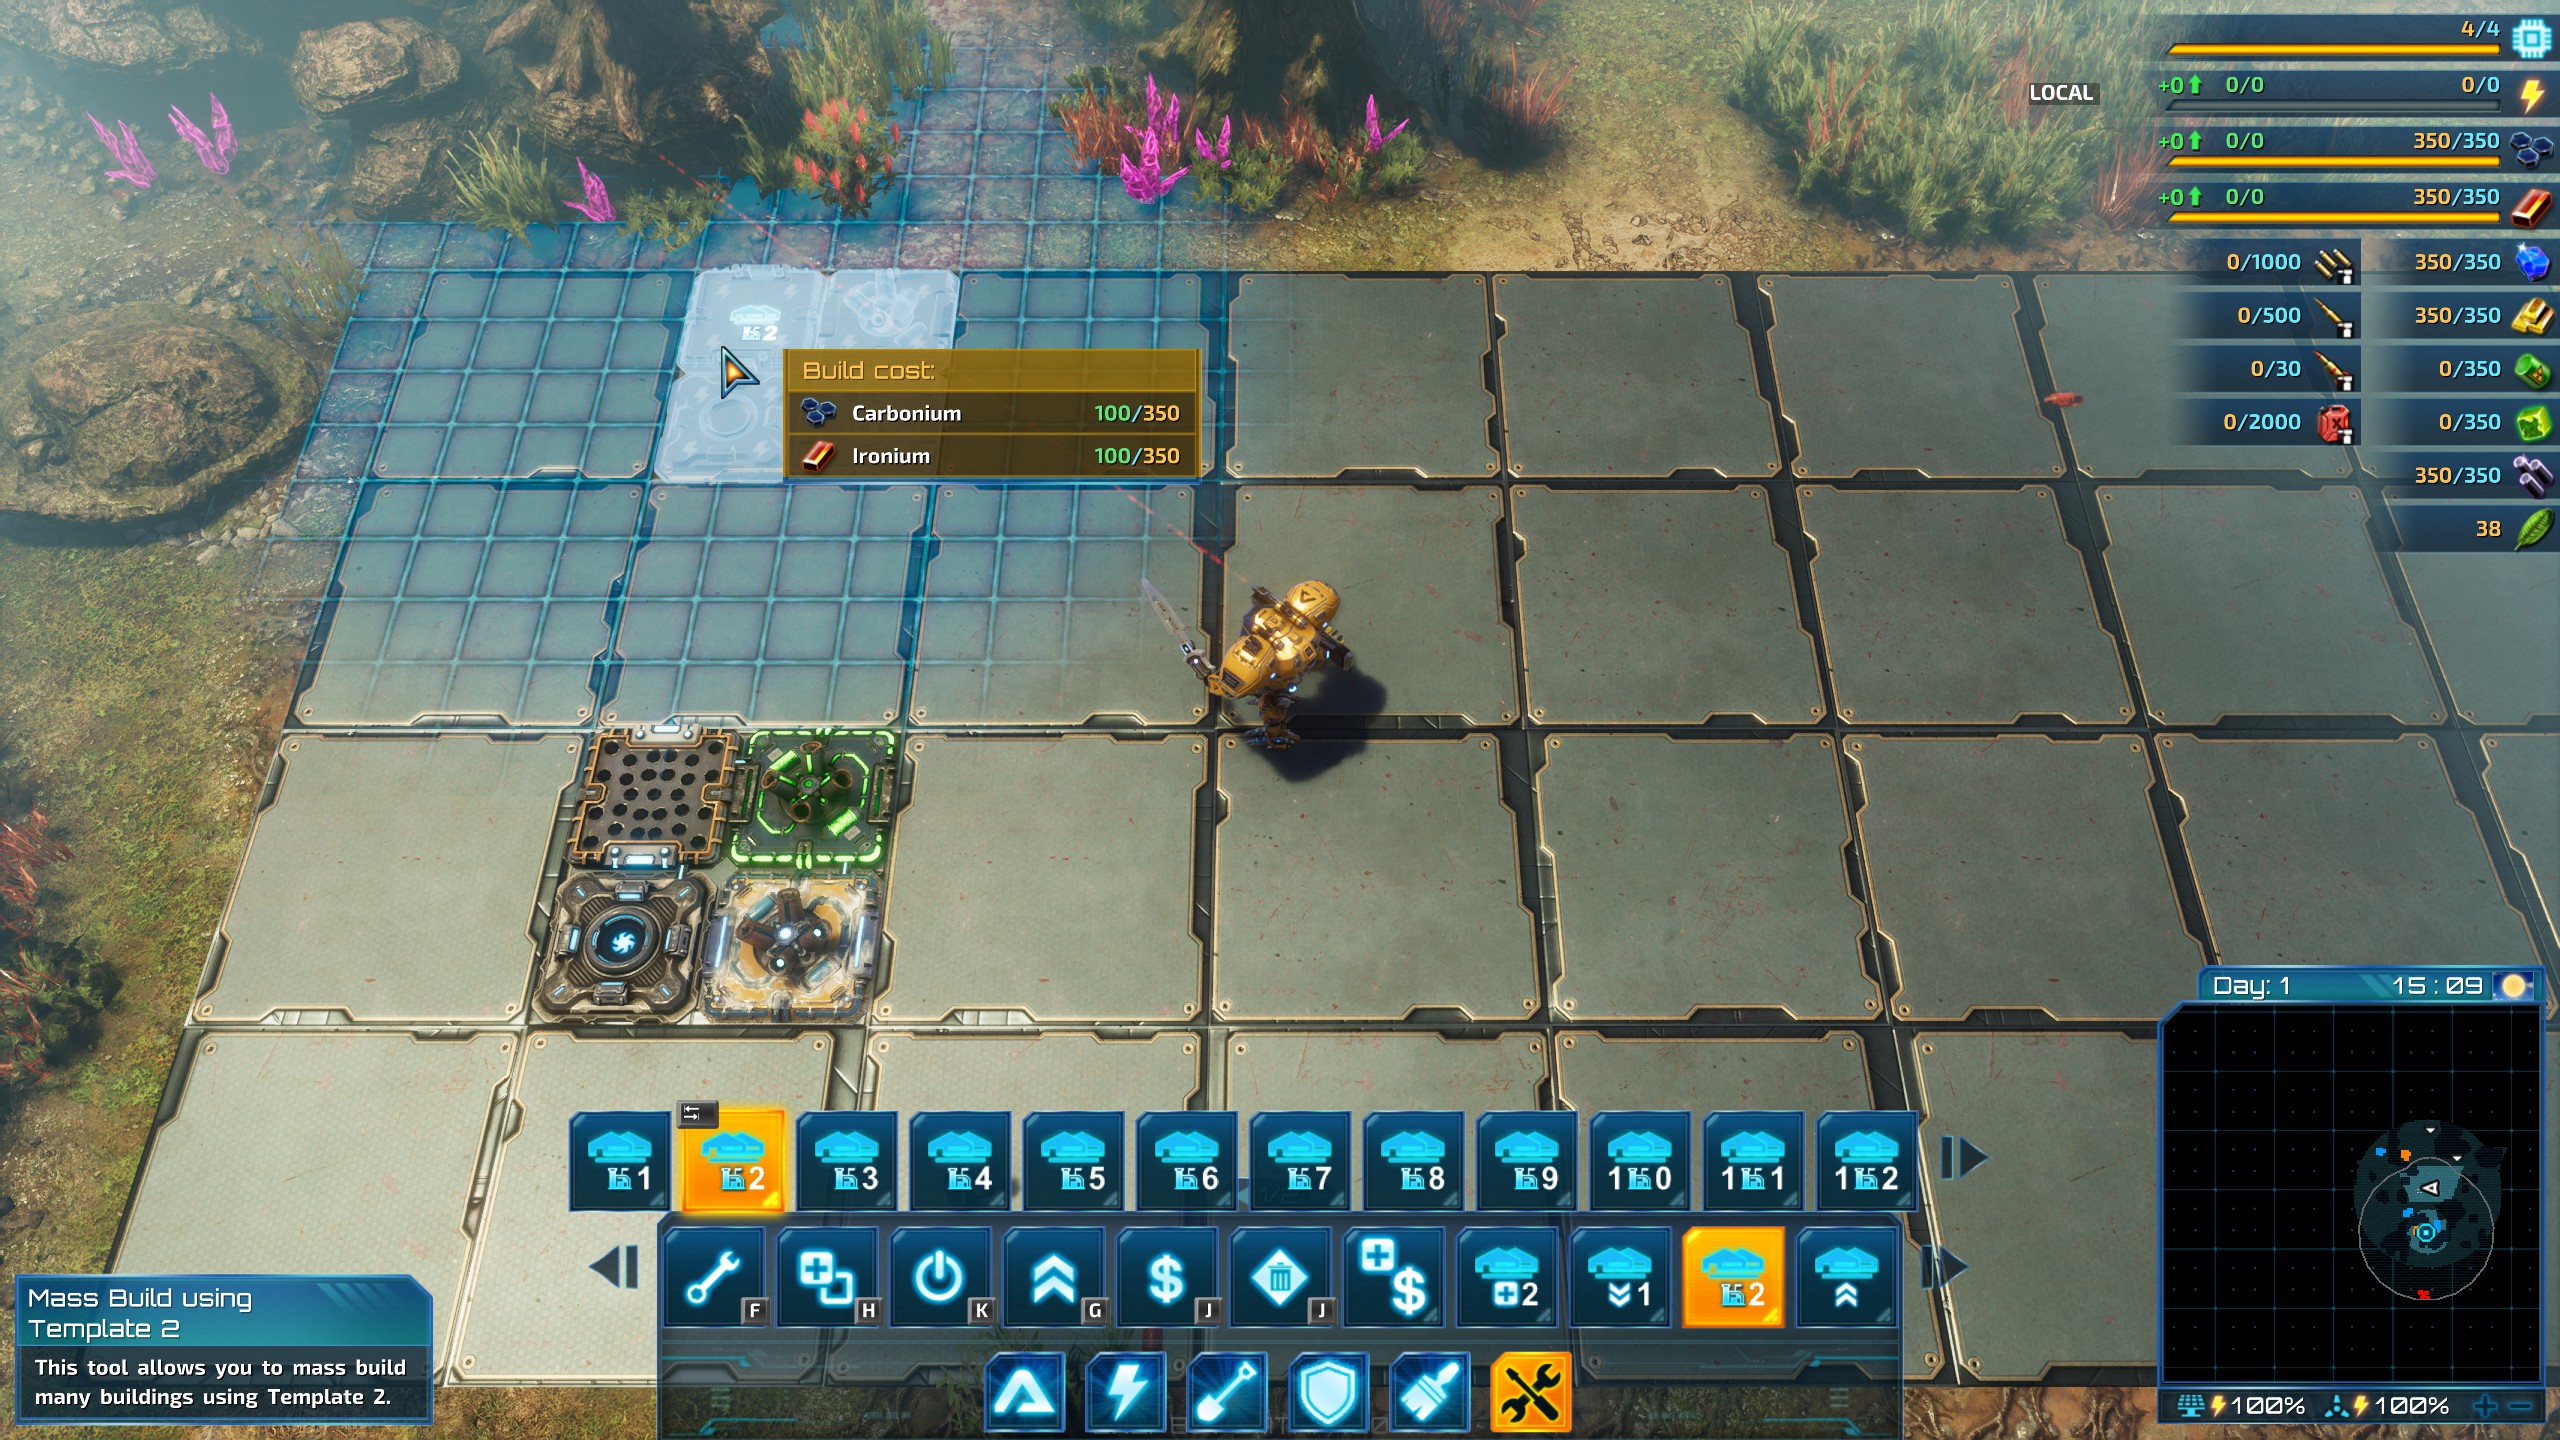 4/4
LOCAL
+0 0/0 0/0
+0 0/0 350/350
+0 0/0 350/350
0/1000 350/350
0/500 350/350
0/30 0/350
0/2000 0/350
350/350
38
2
Build cost:
Carbonium 100/350
Ironium 100/350
Day: 1 15:09
1 2 3 4 5 6 7 8 9 10 11 12
F H K G J J 2 1 2
Mass Build using
Template 2
This tool allows you to mass build
many buildings using Template 2.
100% 100%